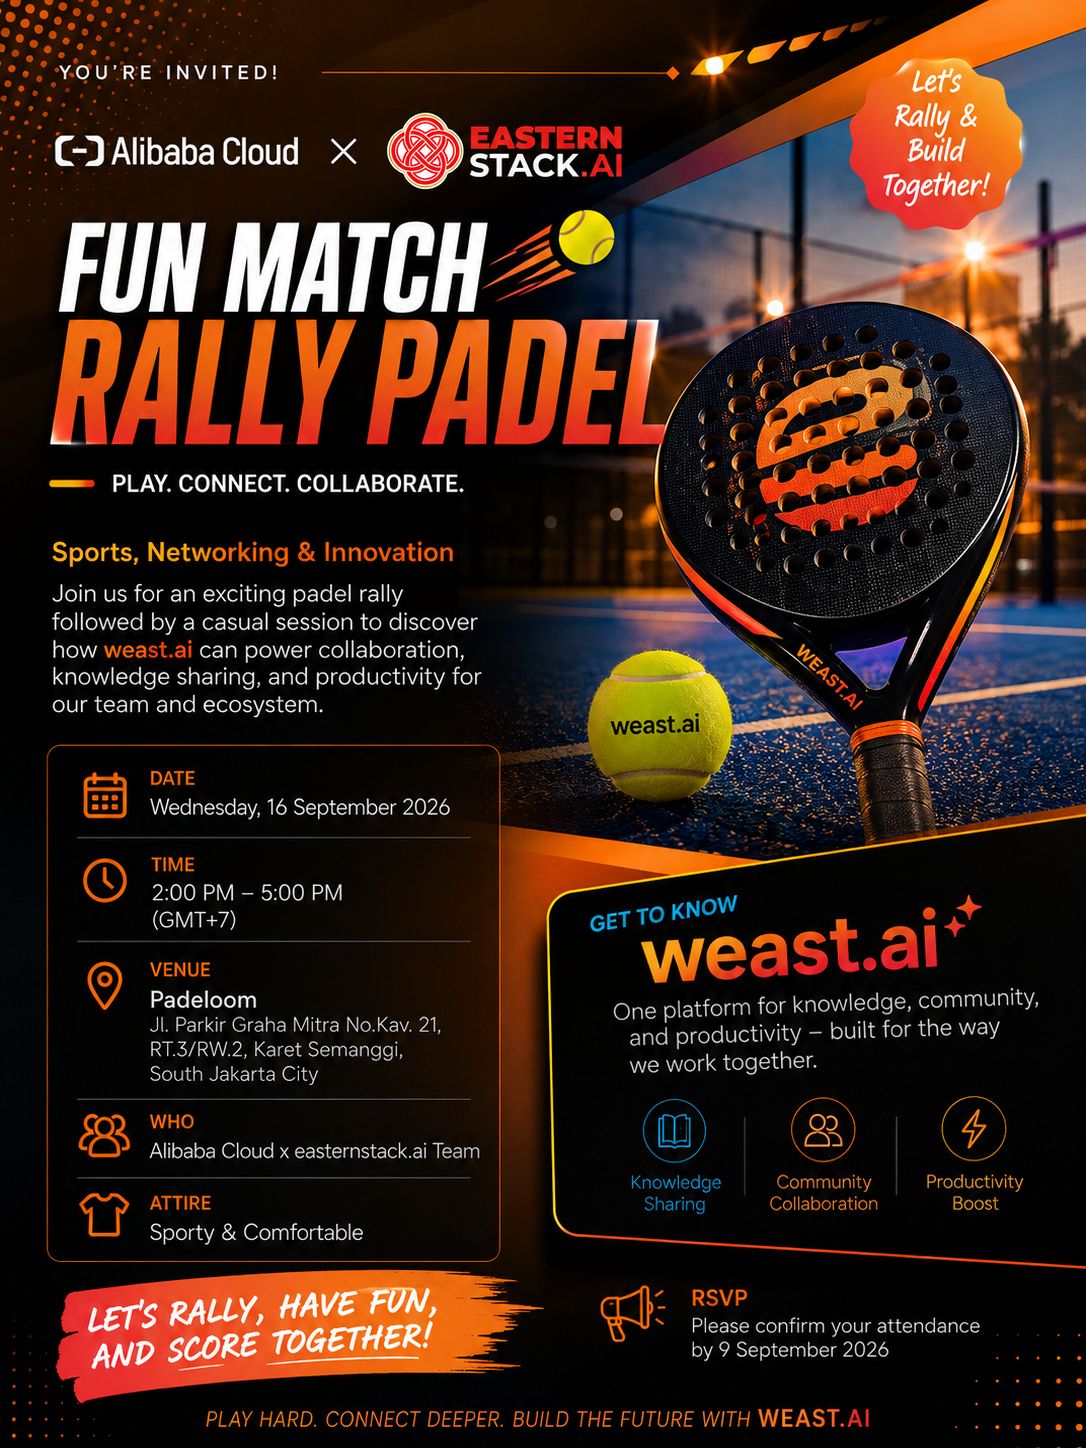 YOU'RE INVITED!
Let's
Rally &
Build
Together!
Alibaba Cloud × EASTERN
STACK.AI
FUN MATCH
RALLY PADEL
PLAY. CONNECT. COLLABORATE.
Sports, Networking & Innovation
Join us for an exciting padel rally
followed by a casual session to discover
how weast.ai can power collaboration,
knowledge sharing, and productivity for
our team and ecosystem.
WEAST.AI
weast.ai
DATE
Wednesday, 16 September 2026
TIME
2:00 PM – 5:00 PM
(GMT+7)
VENUE
Padeloom
Jl. Parkir Graha Mitra No.Kav. 21,
RT.3/RW.2, Karet Semanggi,
South Jakarta City
WHO
Alibaba Cloud x easternstack.ai Team
ATTIRE
Sporty & Comfortable
GET TO KNOW
weast.ai
One platform for knowledge, community,
and productivity – built for the way
we work together.
Knowledge
Sharing
Community
Collaboration
Productivity
Boost
LET'S RALLY, HAVE FUN,
AND SCORE TOGETHER!
RSVP
Please confirm your attendance
by 9 September 2026
PLAY HARD. CONNECT DEEPER. BUILD THE FUTURE WITH WEAST.AI